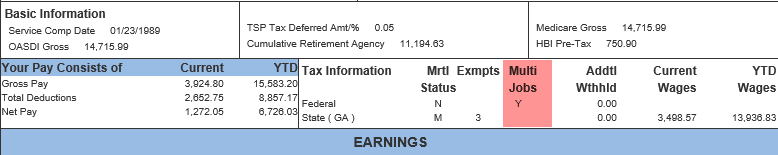 Basic Information
Service Comp Date 01/23/1989 TSP Tax Deferred Amt/% 0.05 Medicare Gross 14,715.99
OASDI Gross 14,715.99 Cumulative Retirement Agency 11,194.63 HBI Pre-Tax 750.90
Your Pay Consists of Current YTD Tax Information Mrtl Status Exmpts Multi Jobs Addtl Wthhld Current Wages YTD Wages
Gross Pay 3,924.80 15,583.20
Total Deductions 2,652.75 8,857.17 Federal N Y 0.00
Net Pay 1,272.05 6,726.03 State ( GA ) M 3 0.00 3,498.57 13,936.83
EARNINGS